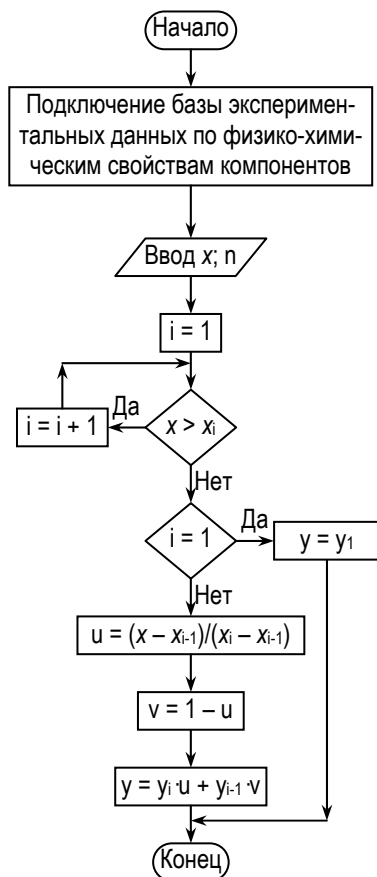 Начало
Подключение базы эксперимен-
тальных данных по физико-хими-
ческим свойствам компонентов
Ввод x; n
i = 1
Да
i = i + 1
x > xᵢ
Нет
i = 1
Да
y = y₁
Нет
u = (x – xᵢ₋₁)/(xᵢ – xᵢ₋₁)
v = 1 – u
y = yᵢ·u + yᵢ₋₁·v
Конец